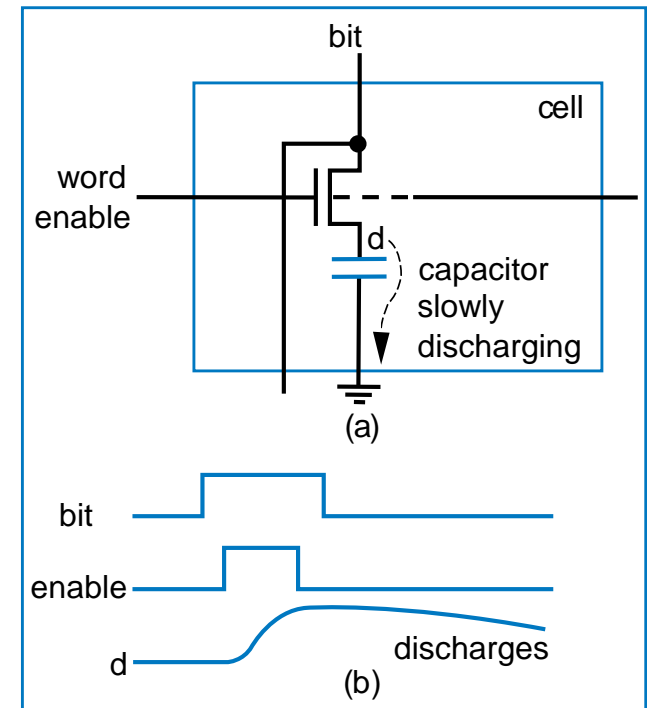 bit
cell
word
enable
d
capacitor
slowly
discharging
(a)
bit
enable
discharges
d
(b)